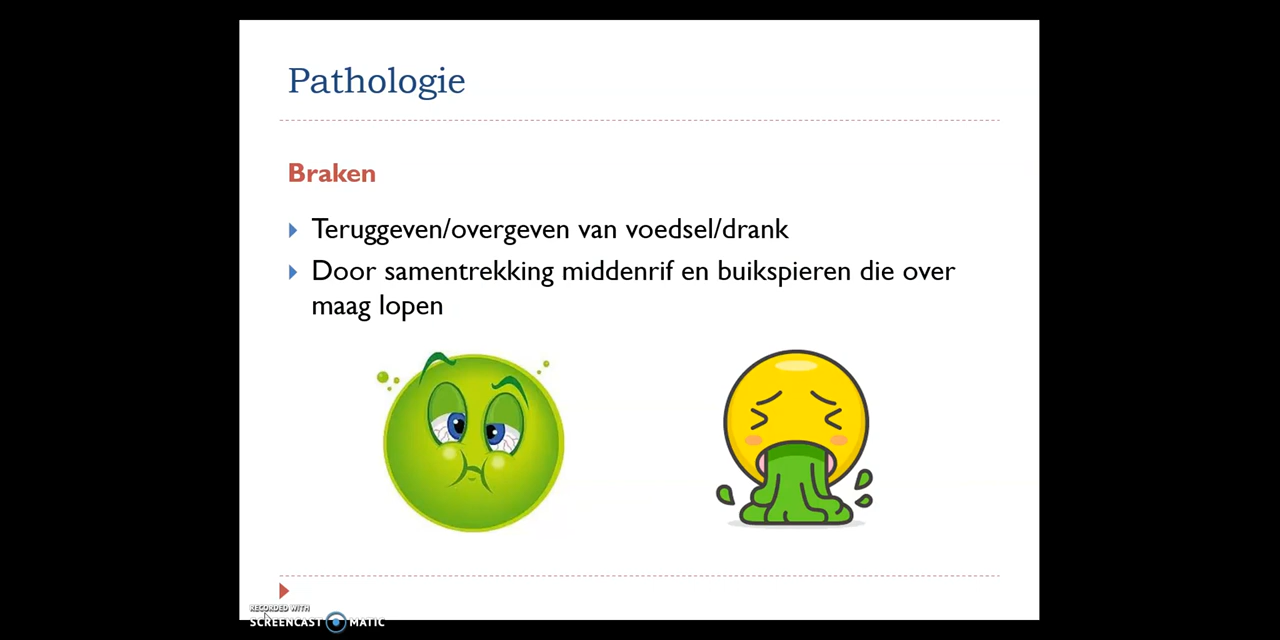 Pathologie
Braken
Teruggeven/overgeven van voedsel/drank
Door samentrekking middenrif en buikspieren die over
maag lopen
RECORDED WITH
SCREENCAST MATIC